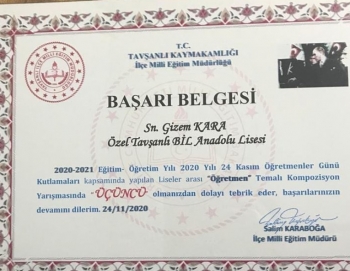 T.C.
TAVŞANLI KAYMAKAMLIĞI
İlçe Milli Eğitim Müdürlüğü
BAŞARI BELGESİ
Sn. Gizem KARA
Özel Tavşanlı BİL Anadolu Lisesi
2020-2021 Eğitim- Öğretim Yılı 2020 Yılı 24 Kasım Öğretmenler Günü
Kutlamaları kapsamında yapılan Liseler arası "Öğretmen" Temalı Kompozisyon
Yarışmasında "ÜÇÜNCÜ" olmanızdan dolayı tebrik eder, başarılarınızın
devamını dilerim. 24/11/2020
Salim KARABOĞA
İlçe Milli Eğitim Müdürü